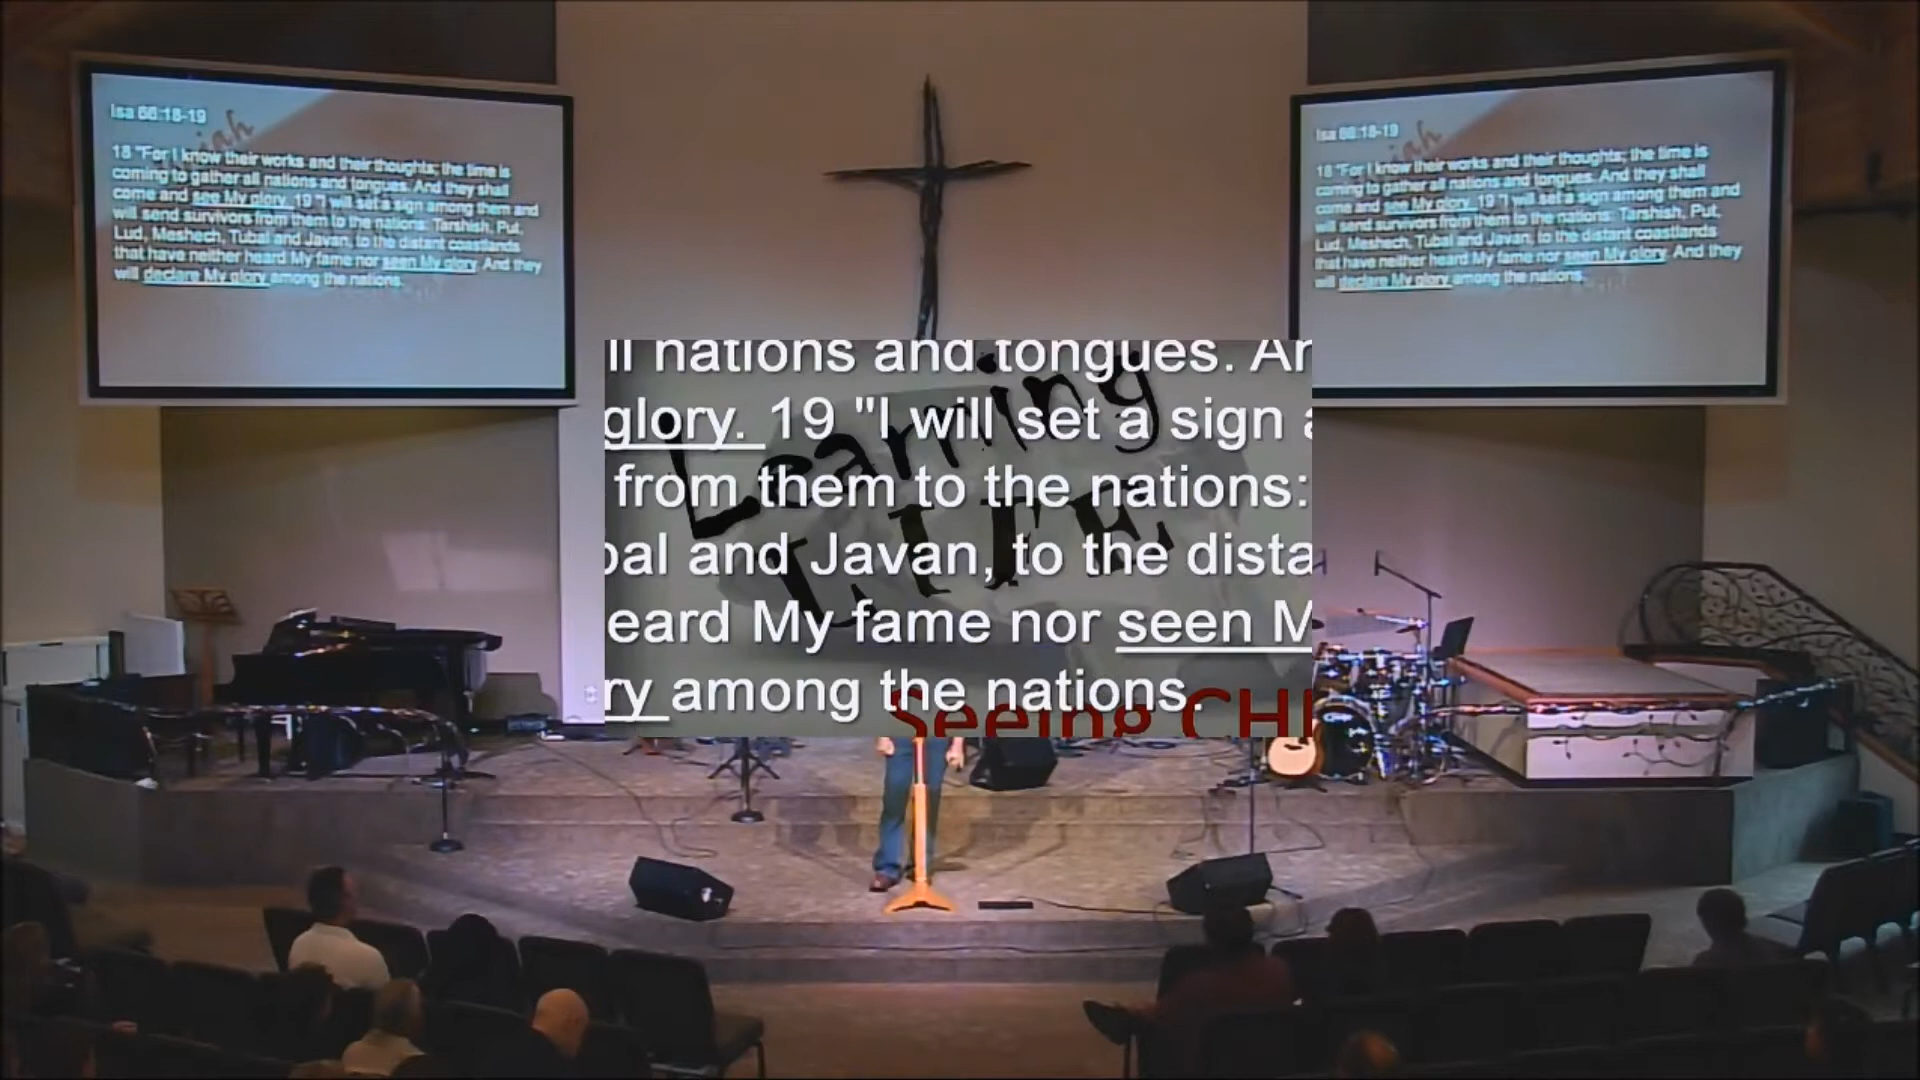 Isa 66:18-19
18 "For I know their works and their thoughts; the time is
coming to gather all nations and tongues. And they shall
come and see My glory. 19 "I will set a sign among them and
will send survivors from them to the nations: Tarshish, Put,
Lud, Meshech, Tubal and Javan, to the distant coastlands
that have neither heard My fame nor seen My glory. And they
will declare My glory among the nations.
ll nations and tongues. An
glory. 19 "I will set a sign a
from them to the nations:
bal and Javan, to the dista
eard My fame nor seen M
ry among the nations.
Learning
LIFE
Seeing CH
Isa 66:18-19
18 "For I know their works and their thoughts; the time is
coming to gather all nations and tongues. And they shall
come and see My glory. 19 "I will set a sign among them and
will send survivors from them to the nations: Tarshish, Put,
Lud, Meshech, Tubal and Javan, to the distant coastlands
that have neither heard My fame nor seen My glory. And they
will declare My glory among the nations.